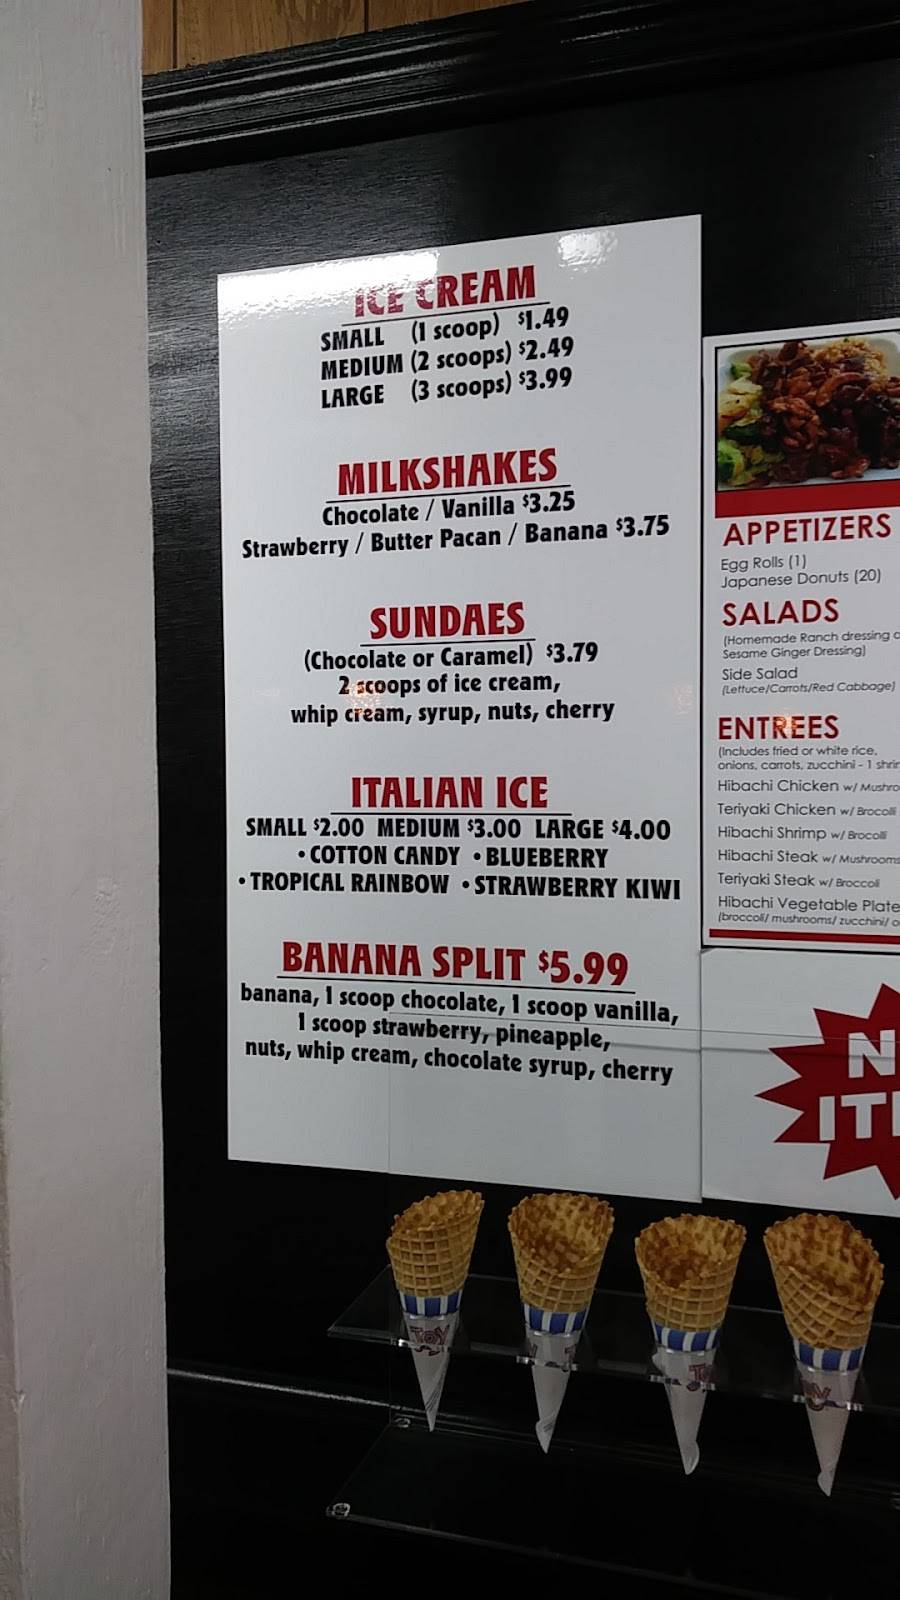 ICE CREAM
SMALL (1 scoop) $1.49
MEDIUM (2 scoops) $2.49
LARGE (3 scoops) $3.99
MILKSHAKES
Chocolate / Vanilla $3.25
Strawberry / Butter Pacan / Banana $3.75
SUNDAES
(Chocolate or Caramel) $3.79
2 scoops of ice cream,
whip cream, syrup, nuts, cherry
ITALIAN ICE
SMALL $2.00 MEDIUM $3.00 LARGE $4.00
• COTTON CANDY • BLUEBERRY
• TROPICAL RAINBOW • STRAWBERRY KIWI
BANANA SPLIT $5.99
banana, 1 scoop chocolate, 1 scoop vanilla,
1 scoop strawberry, pineapple,
nuts, whip cream, chocolate syrup, cherry
APPETIZERS
Egg Rolls (1)
Japanese Donuts (20)
SALADS
(Homemade Ranch dressing
Sesame Ginger Dressing)
Side Salad
(Lettuce/Carrots/Red Cabbage)
ENTREES
(Includes fried or white rice,
onions, carrots, zucchini - 1
Hibachi Chicken w/
Teriyaki Chicken w/ Brocolli
Hibachi Shrimp w/ Brocolli
Hibachi Steak w/ Mushrooms
Teriyaki Steak w/ Broccoli
Hibachi Vegetable Plate
(broccoli/ mushrooms/ zucchini/
JOY